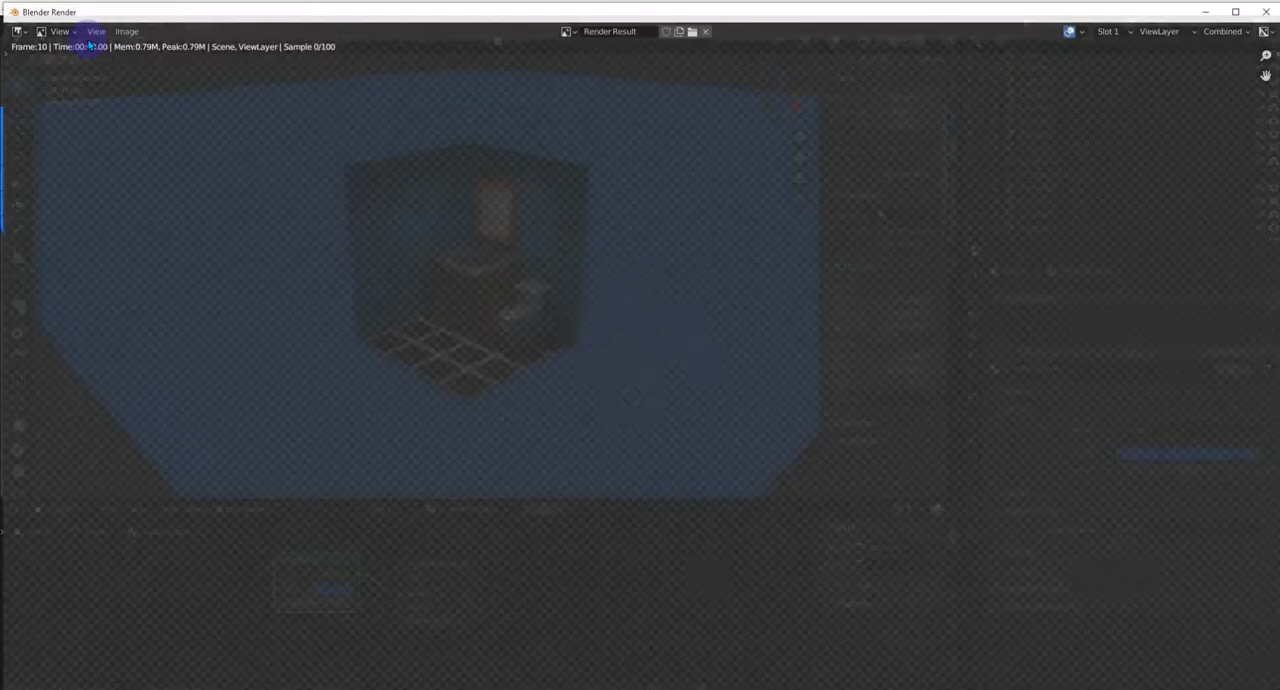 Blender Render
View View Image Render Result Slot 1 ViewLayer Combined
Frame:10 | Time:00: .00 | Mem:0.79M, Peak:0.79M | Scene, ViewLayer | Sample 0/100